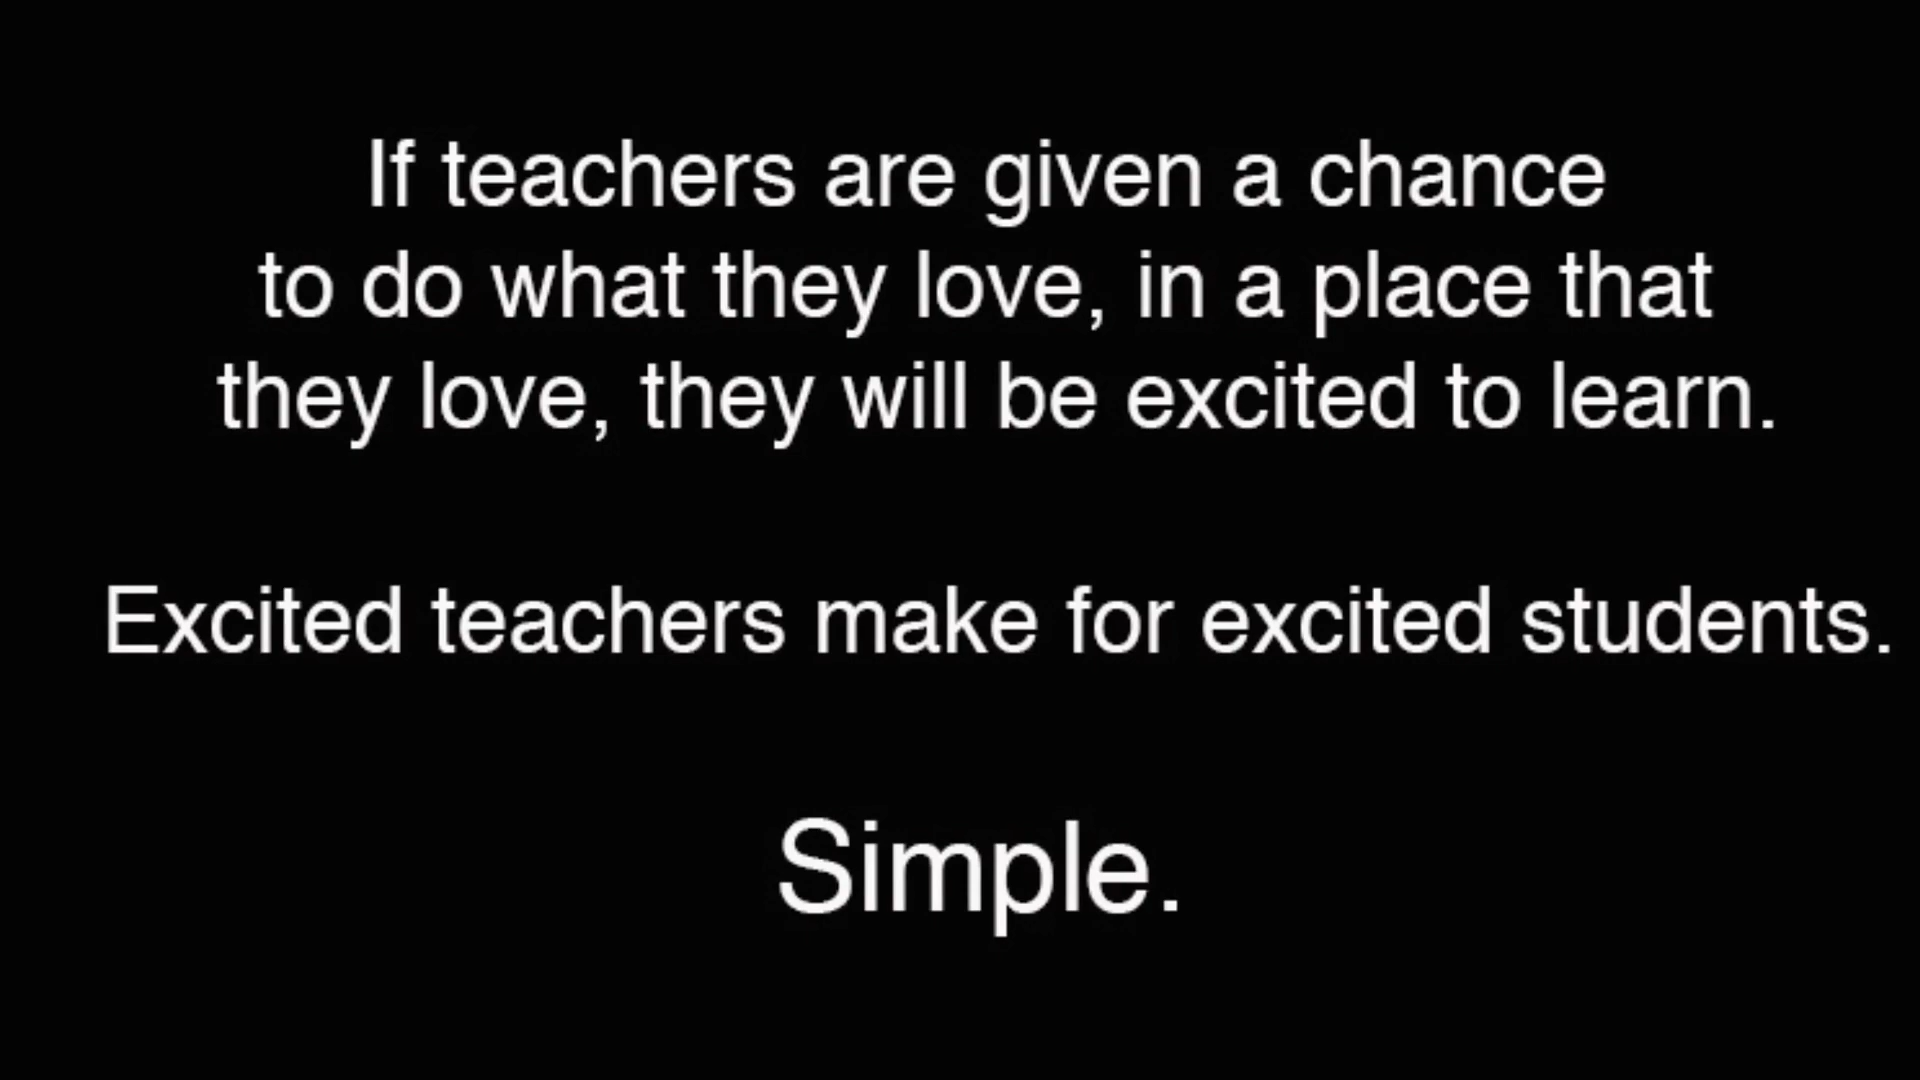 If teachers are given a chance
to do what they love, in a place that
they love, they will be excited to learn.
Excited teachers make for excited students.
Simple.